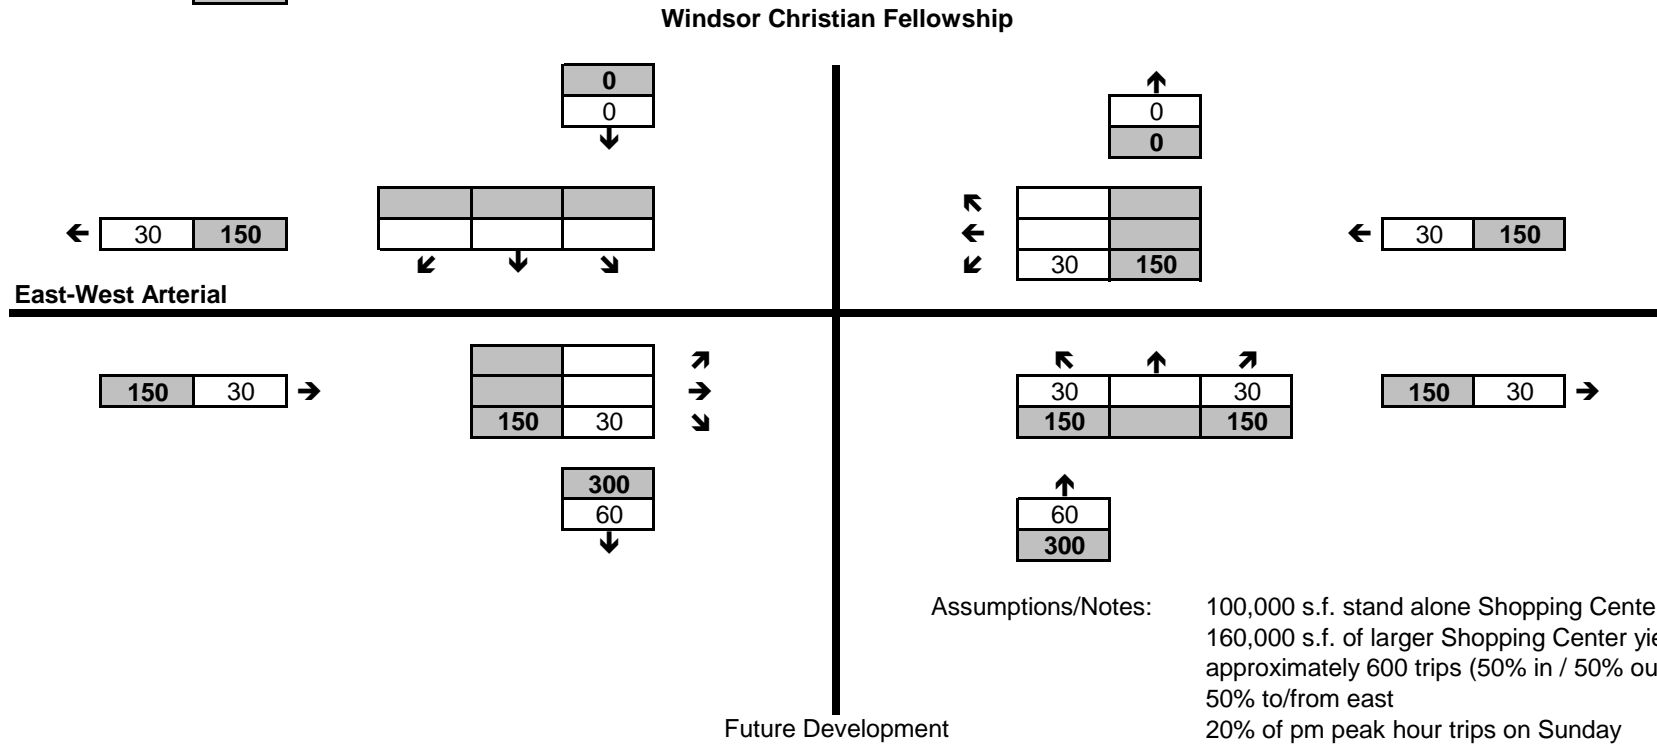 Windsor Christian Fellowship
0
0
0
0
← 30 150
30 150
← 30 150
East-West Arterial
150 30 →
150 30
30 30
150 150
150 30 →
300
60
60
300
Assumptions/Notes: 100,000 s.f. stand alone Shopping Cente
160,000 s.f. of larger Shopping Center yie
approximately 600 trips (50% in / 50% ou
50% to/from east
Future Development 20% of pm peak hour trips on Sunday